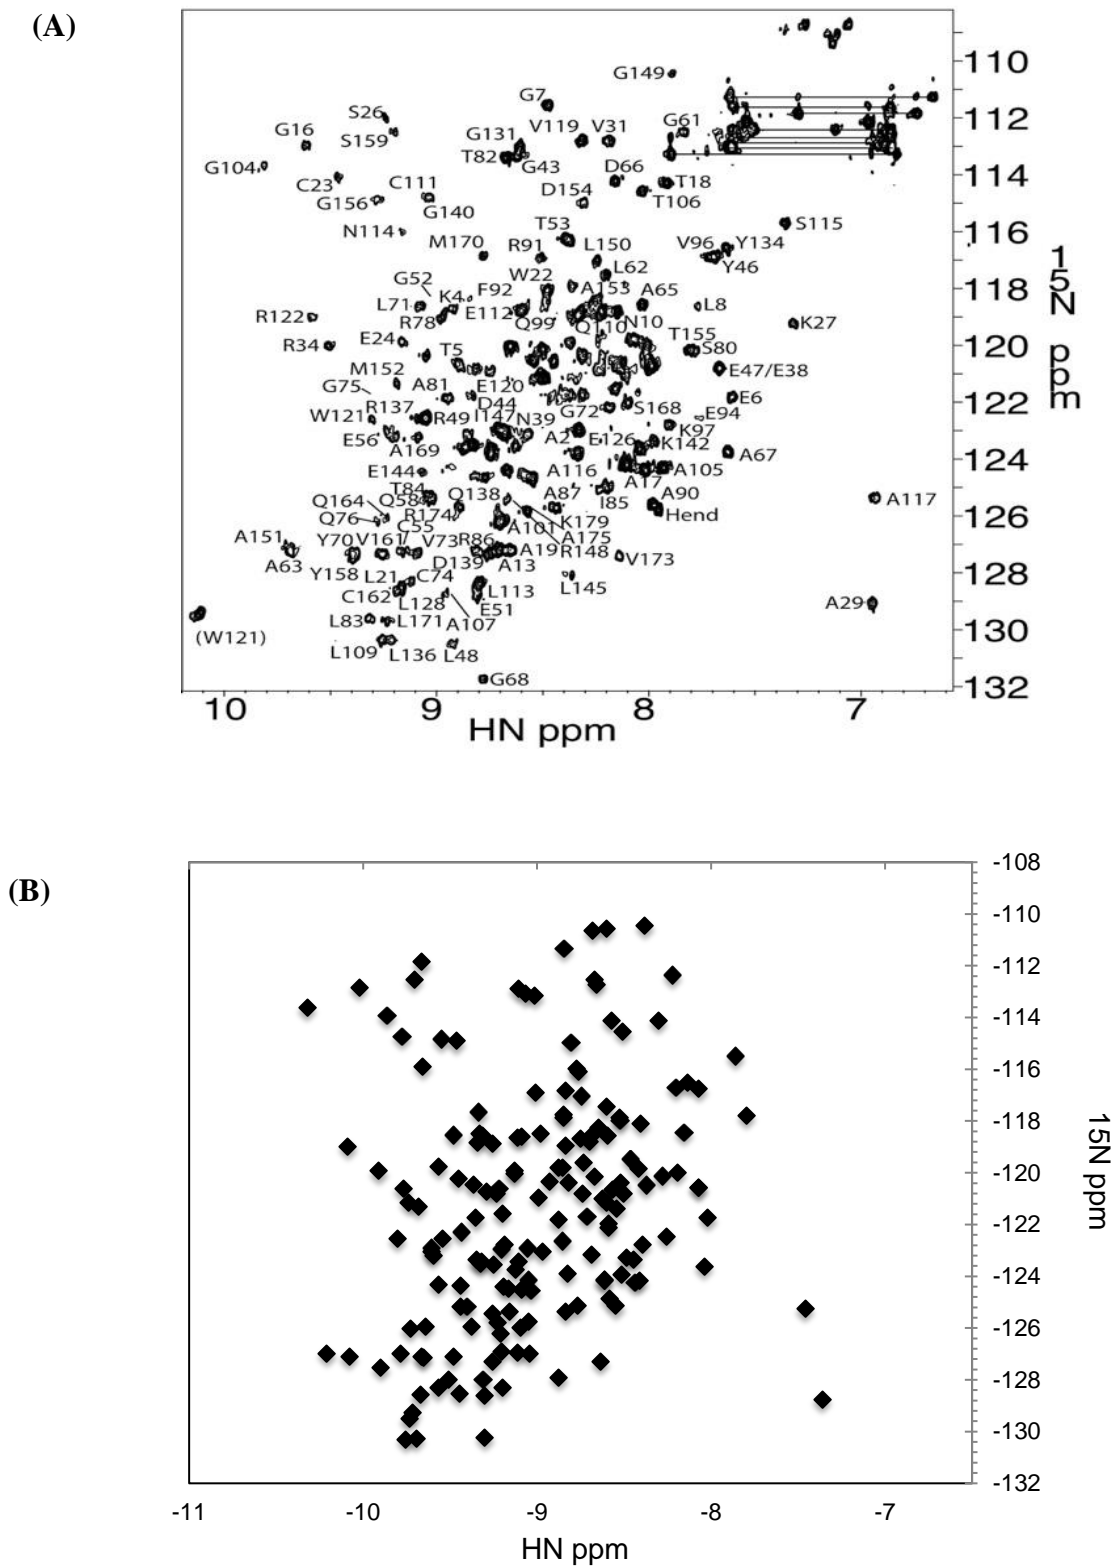 (A)
110
G149
G7
112
S26
G16
S159
G131
V119 V31
G61
T82
G43
D66
G104
114
C23
C111
D154
T18
G156
G140
T106
N114
T53
S115
116
M170
R91
L150
V96
Y134
Y46
G52
W22
L62
118
K4
F92
A153
A65
L71
E112
L8
R122
R78
Q99
Q110
N10
K27
R34
E24
T155
120
T5
S80
M152
E47/E38
G75
A81
E120
E6
122
R137
D44
G72
S168
E94
W121
R49
I147
N39
K97
E56
A2
E126
K142
A169
A67
124
E144
A116
A17
A105
T84
Q164
Q58
Q138
A87
I85
A90
A117
126
Q76
R174
K179
Hend
C55
A101
A175
A151
Y70
V161
V73
R86
A19
R148
V173
A63
D139
A13
128
Y158
L21
C74
L145
C162
L113
L128
E51
A29
L83
L171
A107
130
(W121)
L109
L136
L48
G68
132
15N ppm
10 9 8 7
HN ppm
(B)
-108
-110
-112
-114
-116
-118
-120
-122
-124
-126
-128
-130
-132
15N ppm
-11 -10 -9 -8 -7
HN ppm